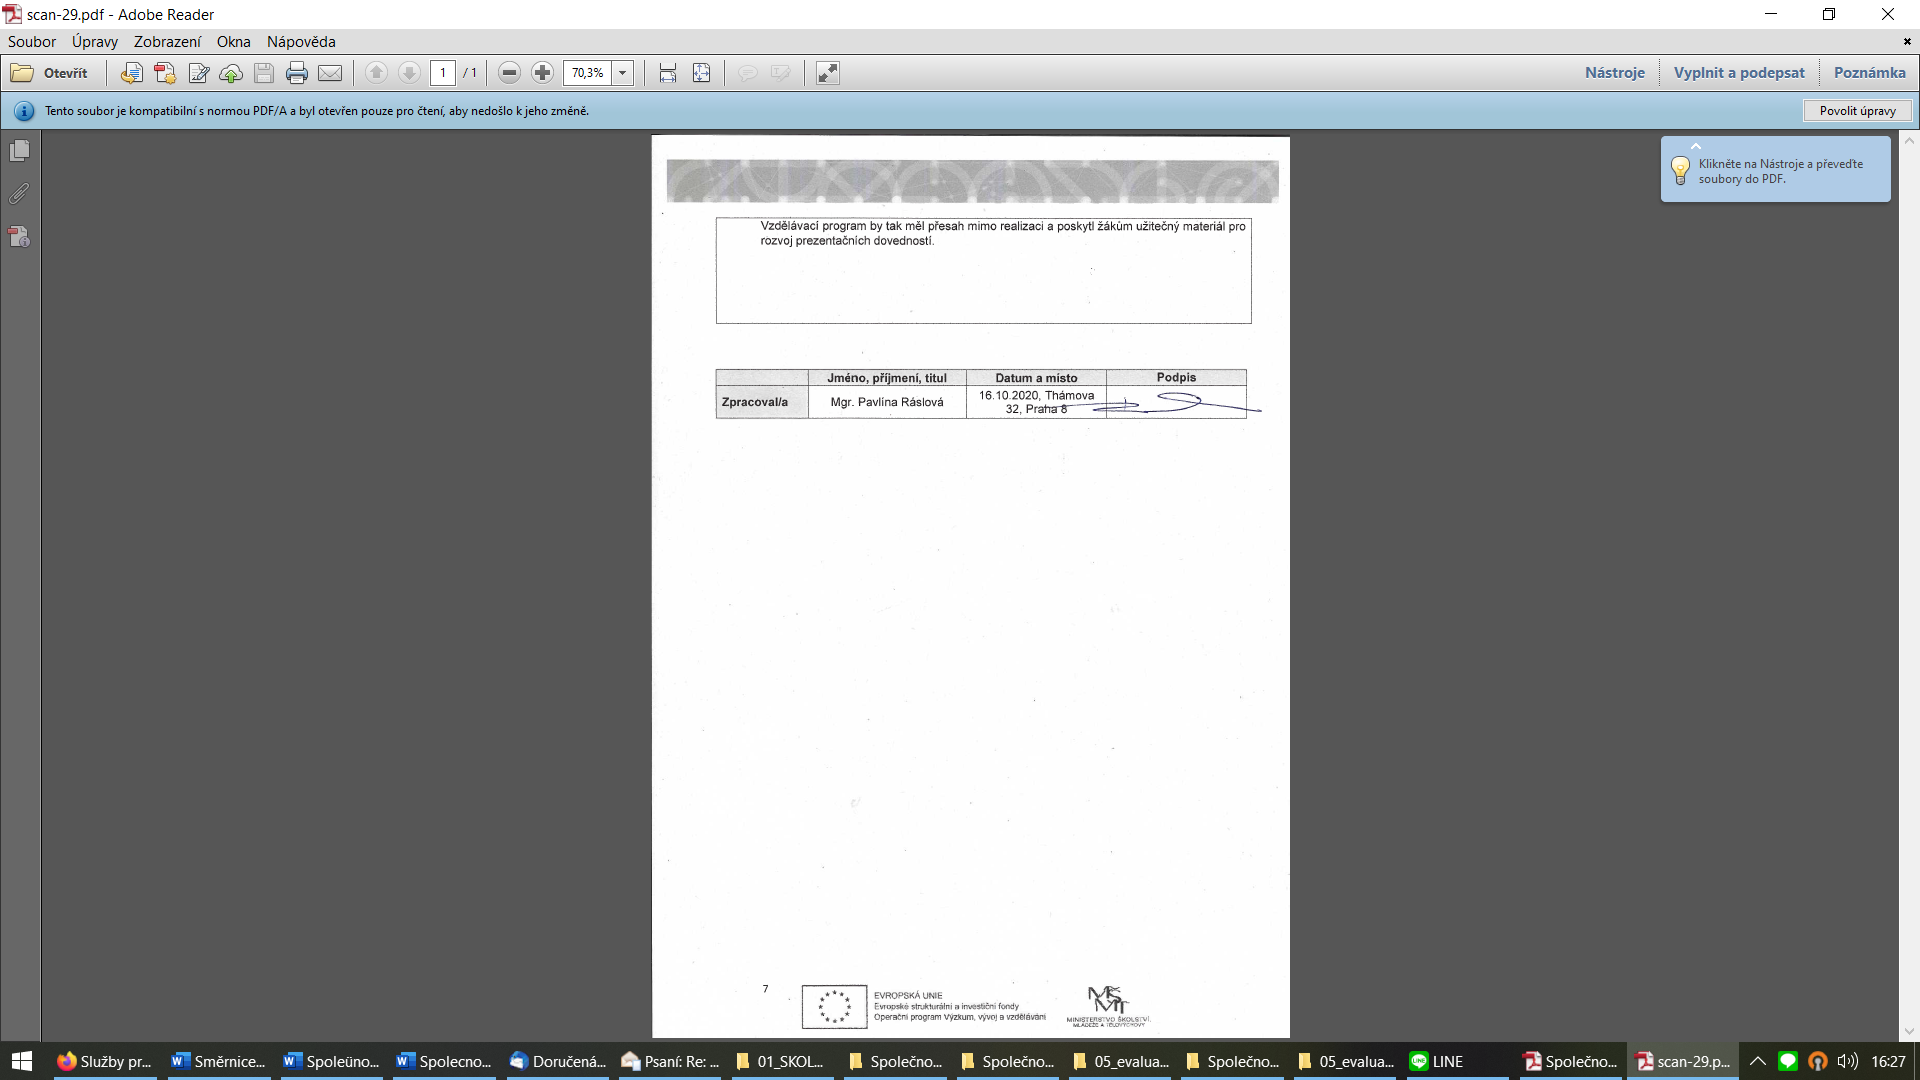 scan-29.pdf - Adobe Reader
Soubor Úpravy Zobrazení Okna Nápověda
Otevřít 1 / 1 70,3% Nástroje Vyplnit a podepsat Poznámka
Tento soubor je kompatibilní s normou PDF/A a byl otevřen pouze pro čtení, aby nedošlo k jeho změně. Povolit úpravy
Klikněte na Nástroje a převeďte
soubory do PDF.
Vzdělávací program by tak měl přesah mimo realizaci a poskytl žákům užitečný materiál pro
rozvoj prezentačních dovedností.
Jméno, příjmení, titul Datum a místo Podpis
Zpracoval/a Mgr. Pavlína Ráslová 16.10.2020, Thámova
32, Praha 8
7
EVROPSKÁ UNIE
Evropské strukturální a investiční fondy
Operační program Výzkum, vývoj a vzdělávání
MINISTERSTVO ŠKOLSTVÍ,
MLÁDEŽE A TĚLOVÝCHOVY
Služby pr... Směrnice... Spoleüno... Spolecno... Doručená... Psaní: Re: ... 01_SKOL... Společno... Společno... 05_evalua... Společno... 05_evalua... LINE Společno... scan-29.p... 16:27